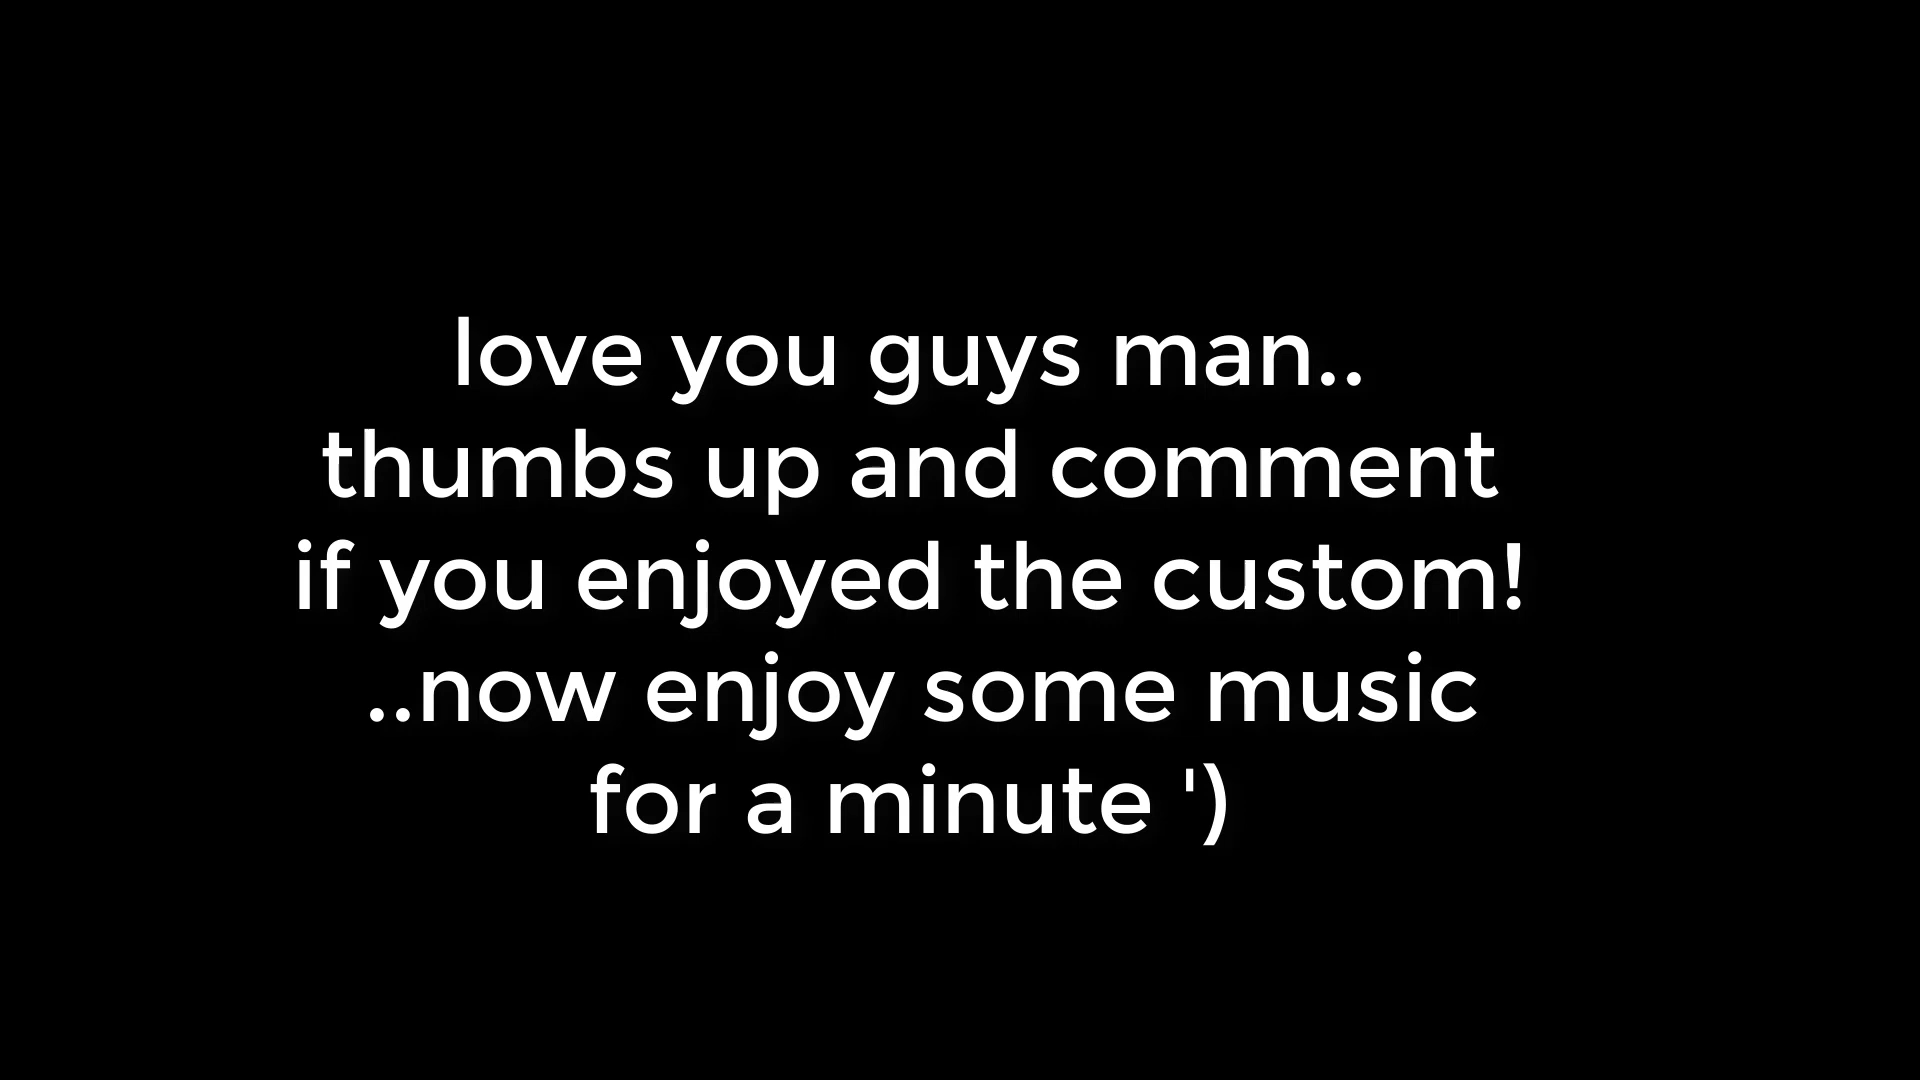 love you guys man..
thumbs up and comment
if you enjoyed the custom!
..now enjoy some music
for a minute ')